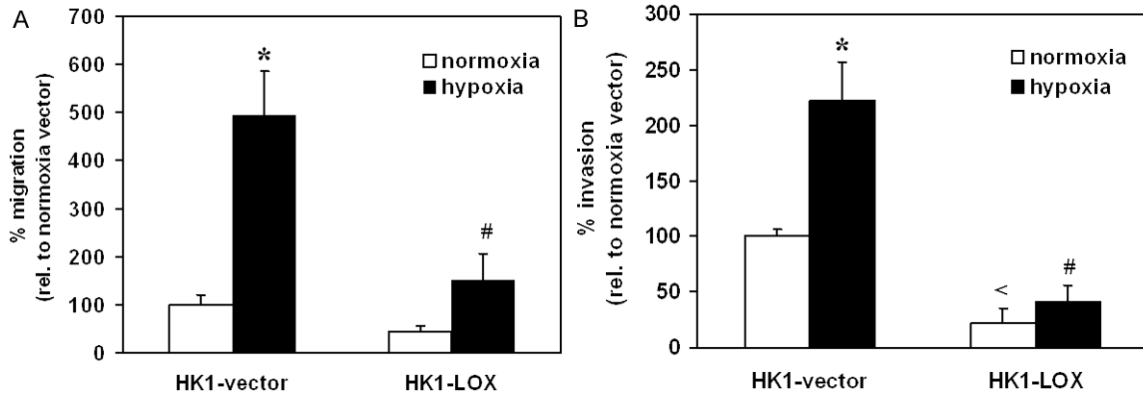 A
700
600
500
400
300
200
100
0
% migration
(rel. to normoxia vector)
normoxia
hypoxia
*
#
HK1-vector
HK1-LOX
B
300
250
200
150
100
50
0
% invasion
(rel. to normoxia vector)
normoxia
hypoxia
*
<
#
HK1-vector
HK1-LOX